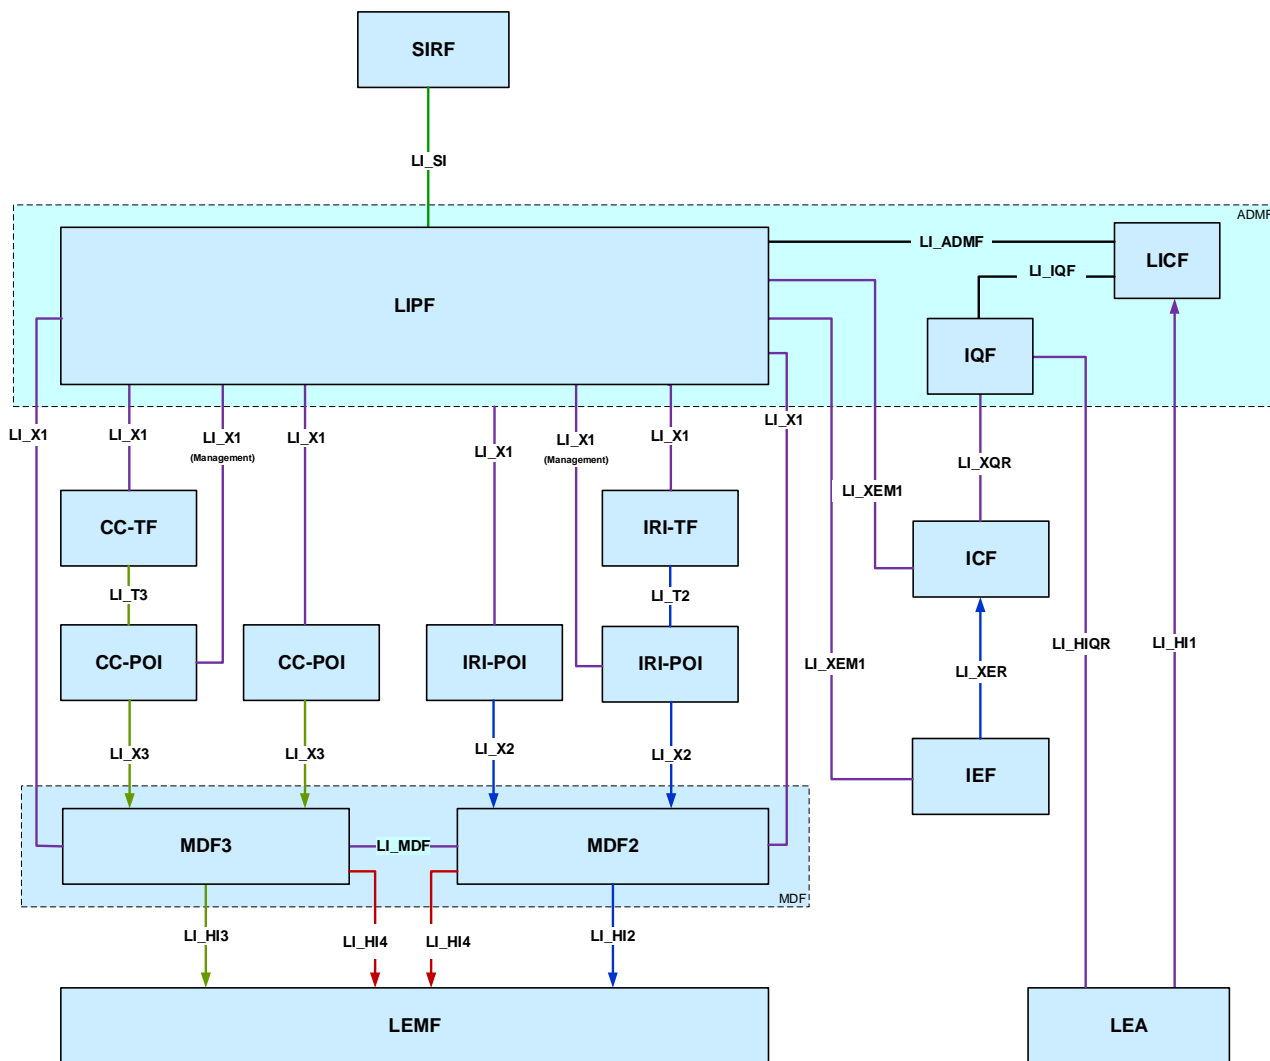 SIRF
LI_SI
ADMF
LI_ADMF
LICF
LI_IQF
LIPF
IQF
LI_X1
LI_X1
LI_X1
(Management)
LI_X1
LI_X1
LI_X1
(Management)
LI_X1
LI_X1
LI_XQR
LI_XEM1
CC-TF
IRI-TF
ICF
LI_T3
LI_T2
LI_HIQR
LI_HI1
CC-POI
CC-POI
IRI-POI
IRI-POI
LI_XEM1
LI_XER
LI_X3
LI_X3
LI_X2
LI_X2
IEF
MDF3
LI_MDF
MDF2
MDF
LI_HI3
LI_HI4
LI_HI4
LI_HI2
LEMF
LEA